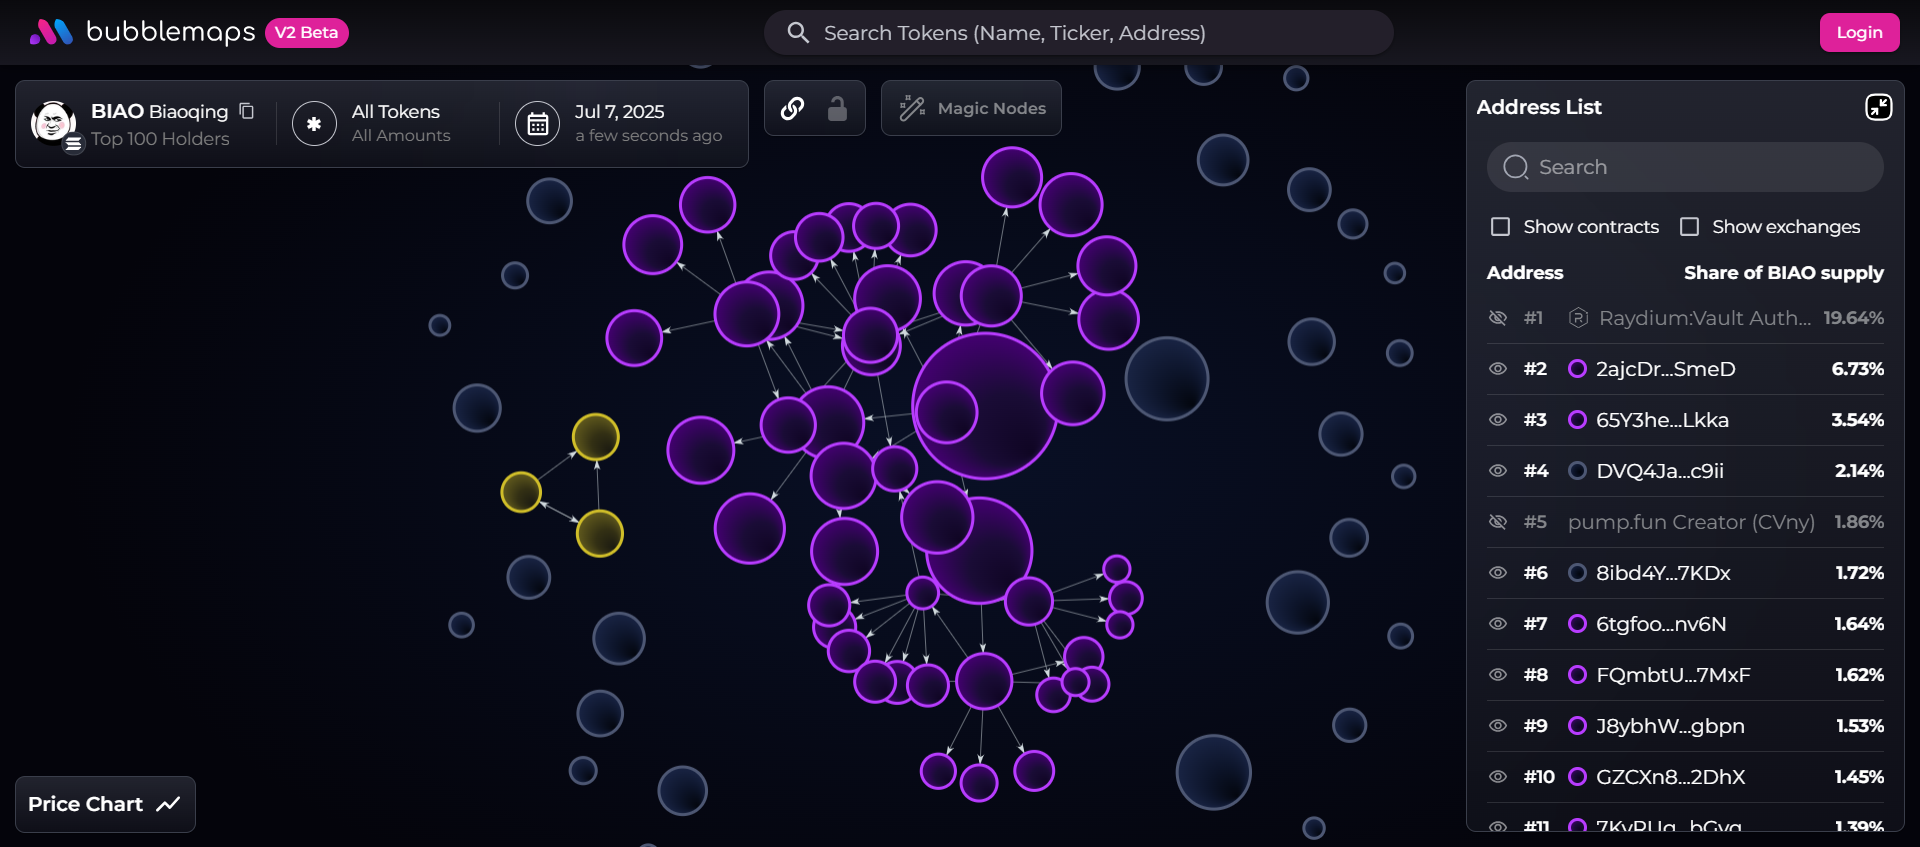 bubblemaps V2 Beta
Search Tokens (Name, Ticker, Address)
Login
BIAO Biaoqing
Top 100 Holders
All Tokens
All Amounts
Jul 7, 2025
a few seconds ago
Magic Nodes
Address List
Search
Show contracts
Show exchanges
Address Share of BIAO supply
#1 Raydium:Vault Auth... 19.64%
#2 2ajcDr...SmeD 6.73%
#3 65Y3he...Lkka 3.54%
#4 DVQ4Ja...c9ii 2.14%
#5 pump.fun Creator (CVny) 1.86%
#6 8ibd4Y...7KDx 1.72%
#7 6tgfoo...nv6N 1.64%
#8 FQmbtU...7MxF 1.62%
#9 J8ybhW...gbpn 1.53%
#10 GZCXn8...2DhX 1.45%
#11 1.39%
Price Chart